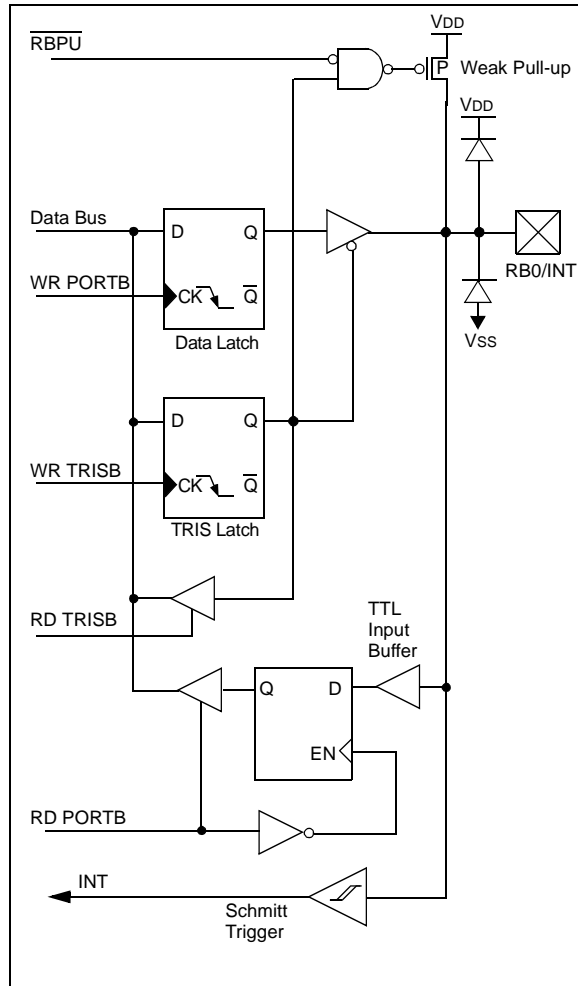 VDD
R̅B̅P̅U̅
P
Weak Pull-up
VDD
Data Bus
D
Q
RB0/INT
WR PORTB
CK
Q̅
VSS
Data Latch
D
Q
WR TRISB
CK
Q̅
TRIS Latch
TTL
Input
Buffer
RD TRISB
Q
D
EN
RD PORTB
INT
Schmitt
Trigger